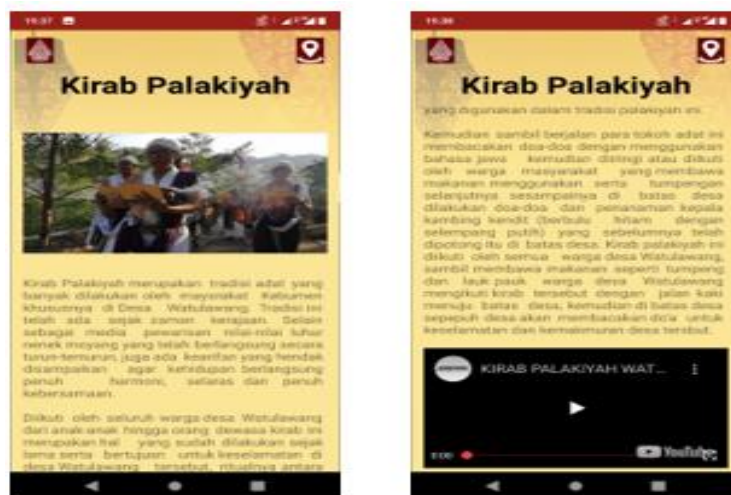 19:37
Kirab Palakiyah
Kirab Palakiyah merupakan tradisi adat yang
banyak dilakukan oleh masyrakat Kebumen
khususnya di Desa Watulawang. Tradisi ini
telah ada sejak zaman kerajaan. Selain
sebagai media pewarisan nilai-nilai luhur
nenek moyang yang telah berlangsung secara
turun-temurun, juga ada kearifan yang hendak
disampaikan agar kehidupan berlangsung
penuh harmoni, selaras dan penuh
kebersamaan.
Diikuti oleh seluruh warga desa Watulawang
dari anak-anak hingga orang dewasa kirab ini
merupakan hal yang sudah dilakukan sejak
lama serta bertujuan untuk keselamatan di
desa Watulawang tersebut, ritualnya antara
Kirab Palakiyah
yang digunakan dalam tradisi palakiyah ini.
Kemudian sambil berjalan para tokoh adat ini
membacakan doa-doa dengan menggunakan
bahasa jawa kemudian diiringi atau diikuti
oleh warga masyarakat yang membawa
makanan menggunakan serta tumpengan
selanjutnya sesampainya di batas desa
dilakukan doa-doa dan penanaman kepala
kambing kendit (berbulu hitam dengan
selempang putih) yang sebelumnya telah
dipotong itu di batas desa. Kirab palakiyah ini
diikuti oleh semua warga desa Watulawang,
sambil membawa makanan seperti tumpeng
dan lauk pauk warga desa Watulawang
mengikuti kirab tersebut dengan jalan kaki
menuju batas desa, kemudian di batas desa
sepepuh desa akan membacakan do'a untuk
keselamatan dan kemakmuran desa tersbut.
KIRAB PALAKIYAH WAT...
0:00
YouTube